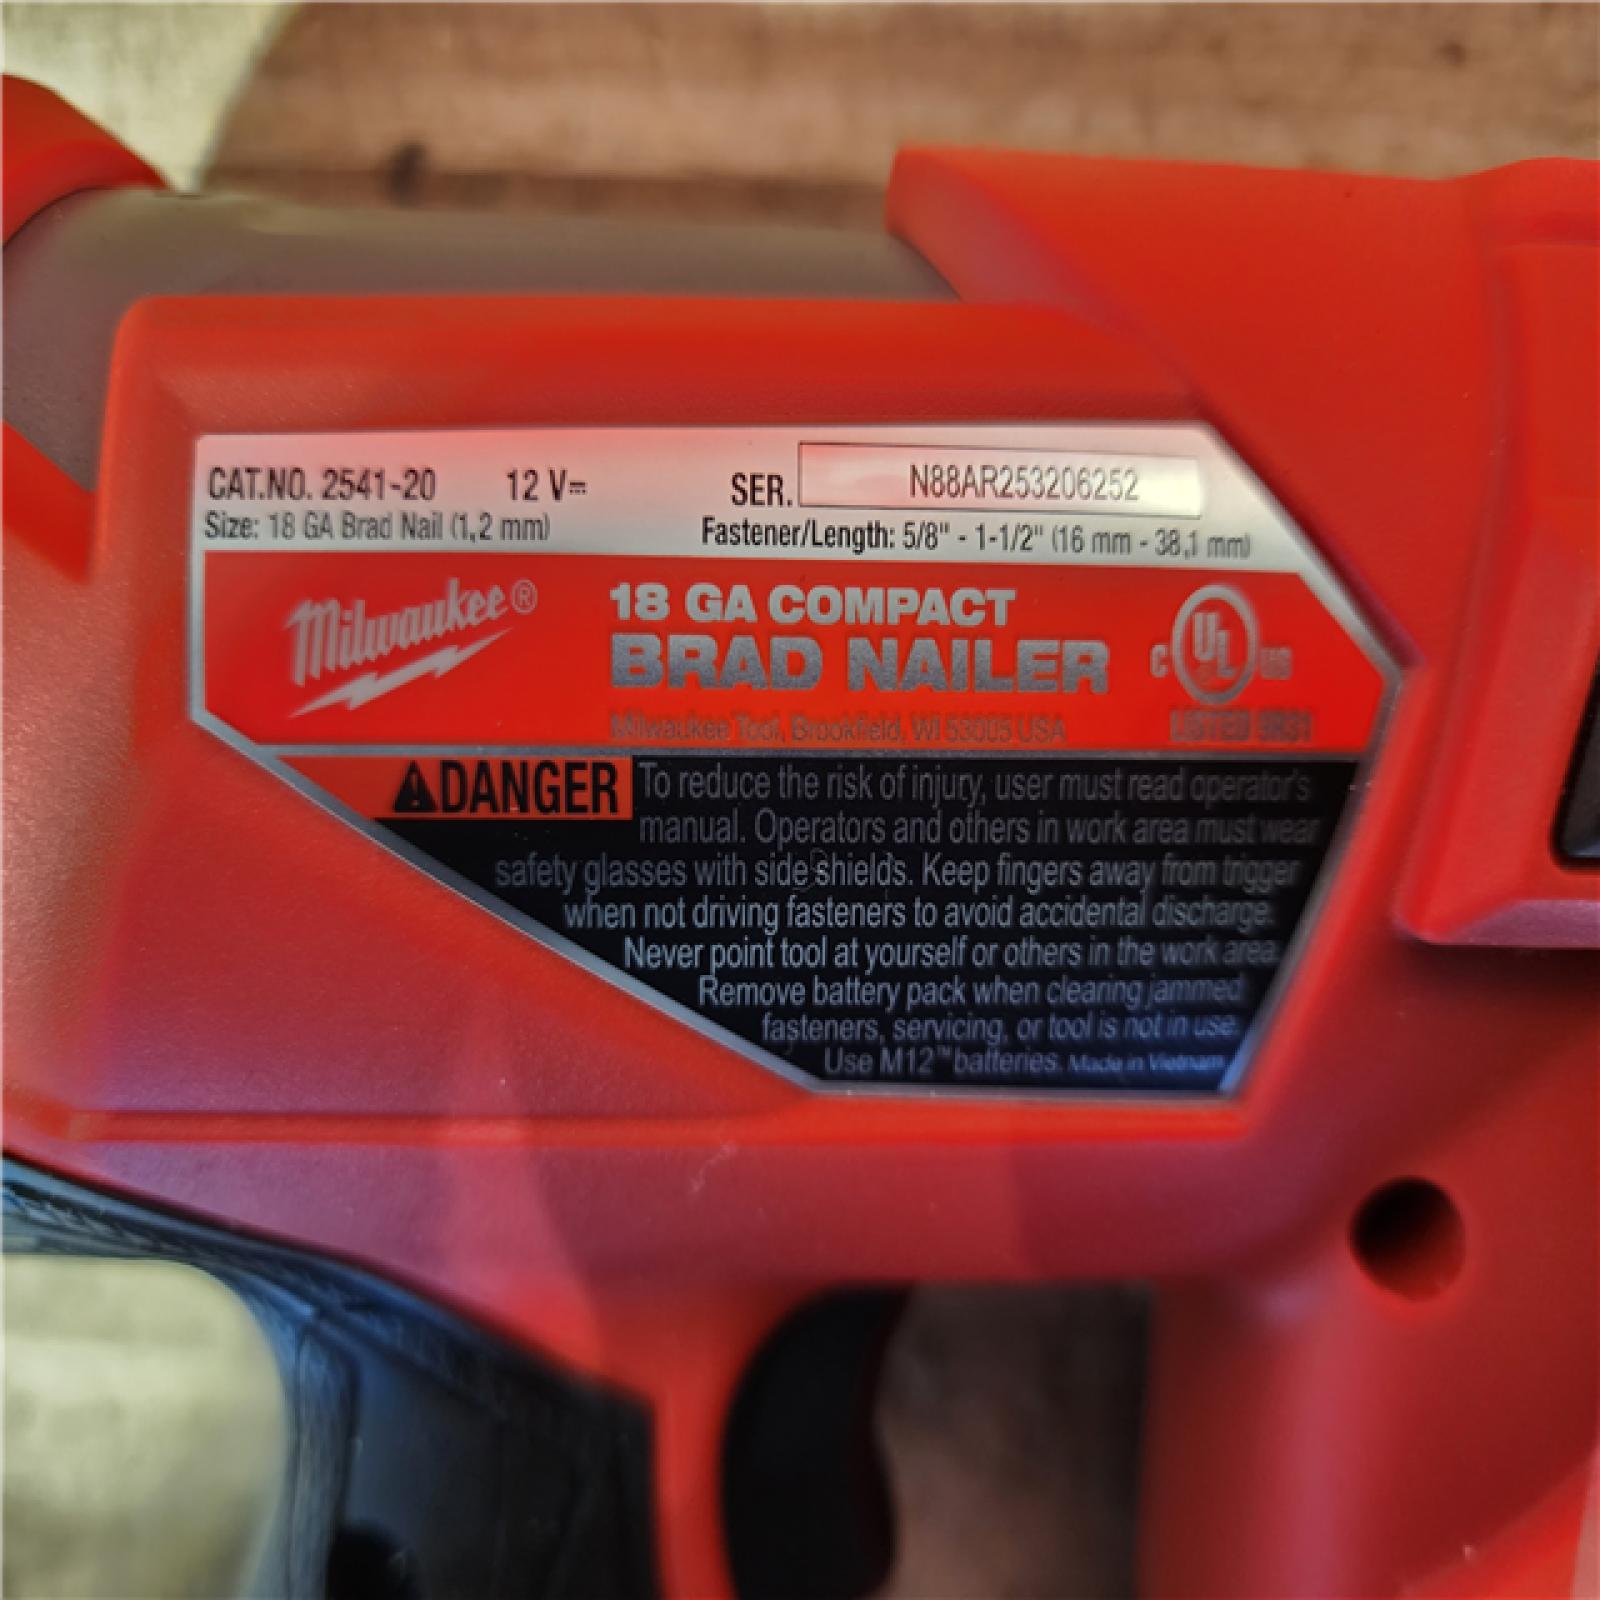 CAT.NO. 2541-20 12 V⎓ SER. N88AR253206252
Size: 18 GA Brad Nail (1,2 mm) Fastener/Length: 5/8" - 1-1/2" (16 mm - 38,1 mm)
Milwaukee® 18 GA COMPACT
BRAD NAILER
C UL US
Milwaukee Tool, Brookfield, WI 53005 USA LISTED 9R31
⚠DANGER To reduce the risk of injury, user must read operator's
manual. Operators and others in work area must wear
safety glasses with side shields. Keep fingers away from trigger
when not driving fasteners to avoid accidental discharge.
Never point tool at yourself or others in the work area.
Remove battery pack when clearing jammed
fasteners, servicing, or tool is not in use.
Use M12™ batteries. Made in Vietnam